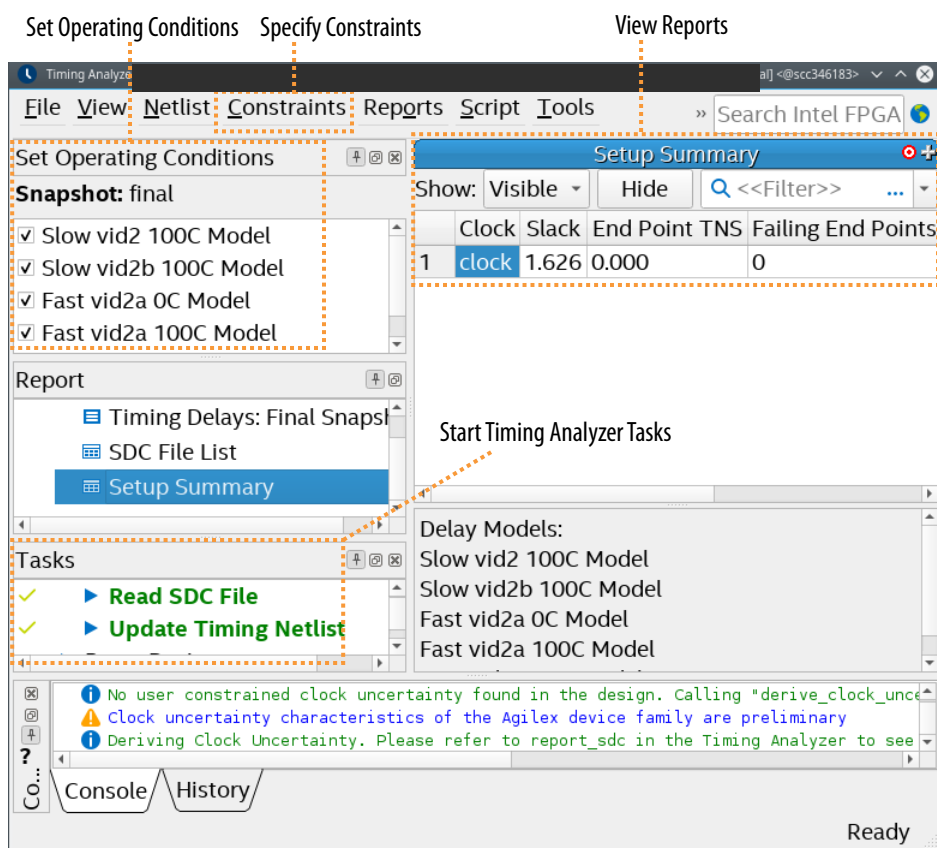 Set Operating Conditions Specify Constraints View Reports
Timing Analyze al] <@scc346183>
File View Netlist Constraints Reports Script Tools » Search Intel FPGA
Set Operating Conditions
Snapshot: final
Slow vid2 100C Model
Slow vid2b 100C Model
Fast vid2a 0C Model
Fast vid2a 100C Model
Setup Summary
Show: Visible Hide <<Filter>> ...
Clock Slack End Point TNS Failing End Points
1 clock 1.626 0.000 0
Report
Timing Delays: Final Snapsh
SDC File List
Setup Summary
Start Timing Analyzer Tasks
Tasks
Read SDC File
Update Timing Netlist
Delay Models:
Slow vid2 100C Model
Slow vid2b 100C Model
Fast vid2a 0C Model
Fast vid2a 100C Model
No user constrained clock uncertainty found in the design. Calling "derive_clock_unce
Clock uncertainty characteristics of the Agilex device family are preliminary
Deriving Clock Uncertainty. Please refer to report_sdc in the Timing Analyzer to see
?
Co...
Console History
Ready